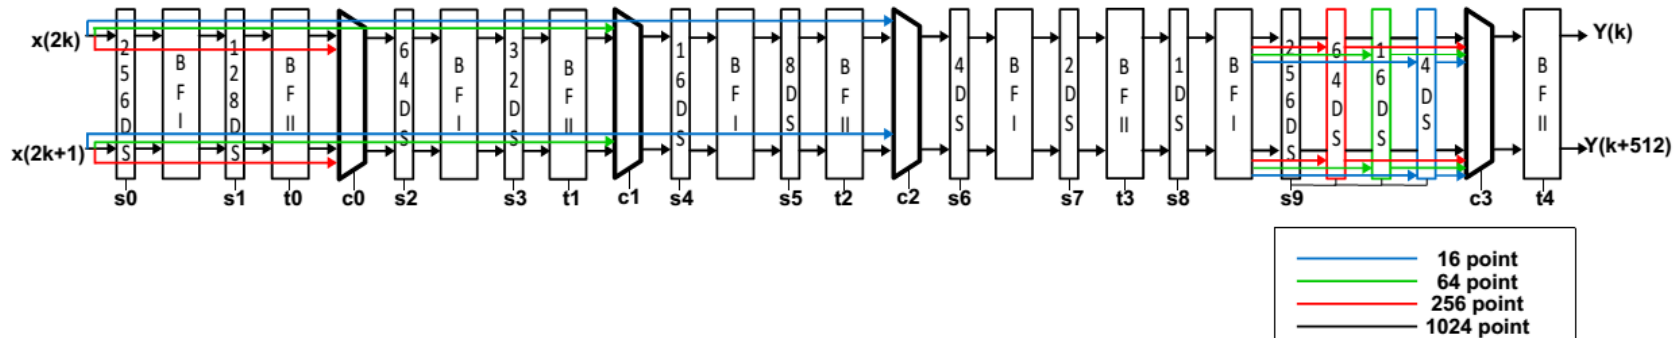 x(2k)
x(2k+1)
256DS
BFI
128DS
BFII
64DS
BFI
32DS
BFII
16DS
BFI
8DS
BFII
4DS
BFI
2DS
BFII
1DS
BFI
256DS
64DS
16DS
4DS
BFII
Y(k)
Y(k+512)
s0 s1 t0 c0 s2 s3 t1 c1 s4 s5 t2 c2 s6 s7 t3 s8 s9 c3 t4
16 point
64 point
256 point
1024 point